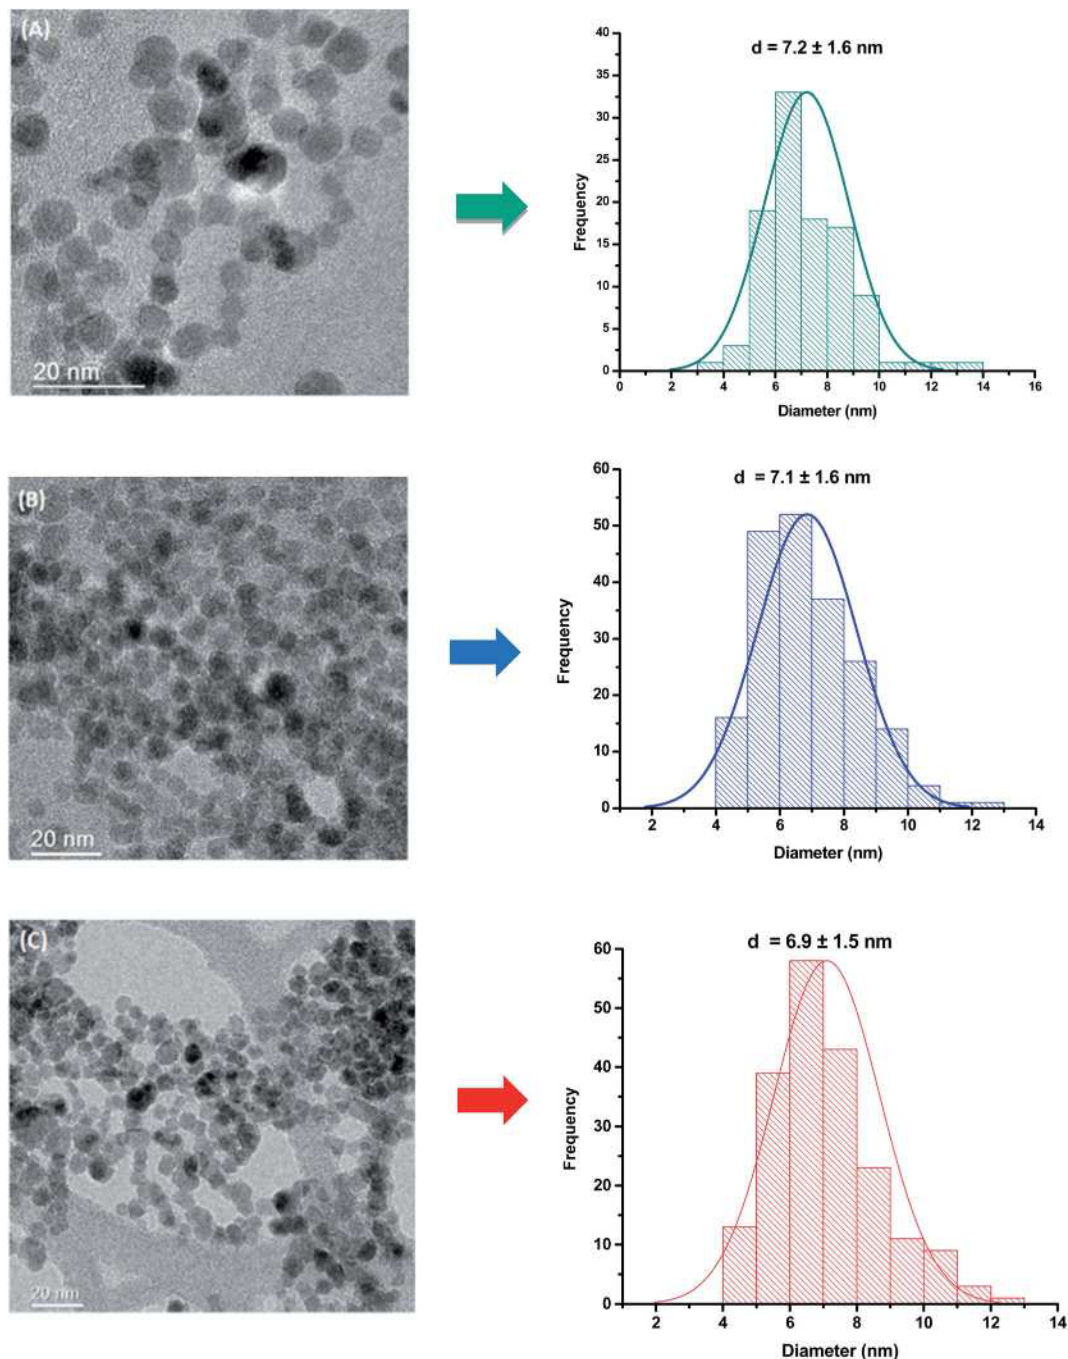 (A)
20 nm
d = 7.2 ± 1.6 nm
40
35
30
25
20
15
10
5
0
Frequency
0 2 4 6 8 10 12 14 16
Diameter (nm)
(B)
20 nm
d = 7.1 ± 1.6 nm
60
50
40
30
20
10
0
Frequency
2 4 6 8 10 12 14
Diameter (nm)
(C)
20 nm
d = 6.9 ± 1.5 nm
60
50
40
30
20
10
0
Frequency
2 4 6 8 10 12 14
Diameter (nm)